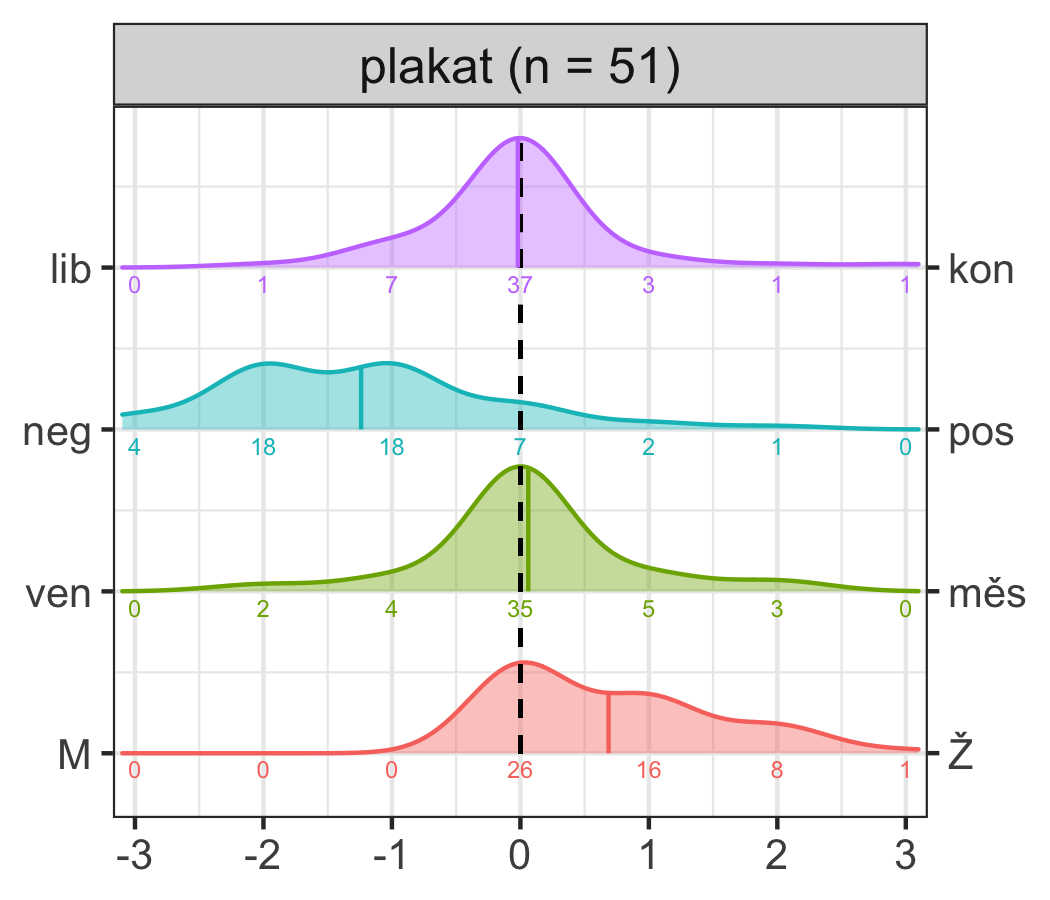 plakat (n = 51)
lib kon
0 1 7 37 3 1 1
neg pos
4 18 18 7 2 1 0
ven měs
0 2 4 35 5 3 0
M Ž
0 0 0 26 16 8 1
-3 -2 -1 0 1 2 3